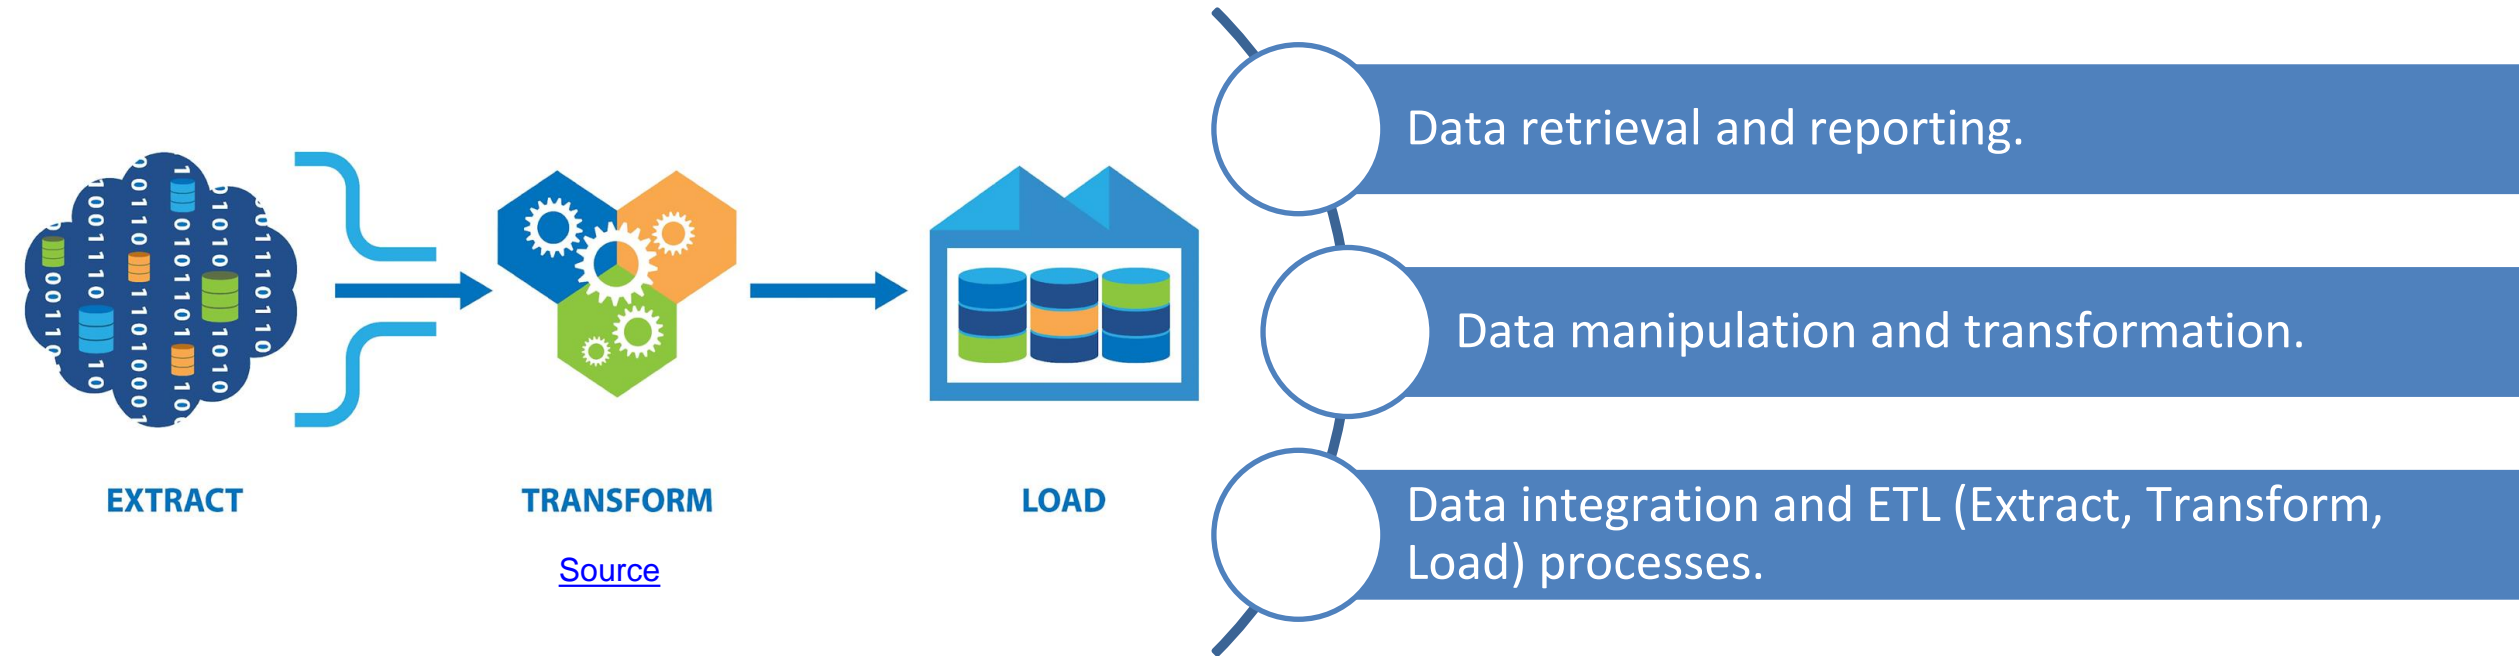 EXTRACT
TRANSFORM
LOAD
Source
Data retrieval and reporting.
Data manipulation and transformation.
Data integration and ETL (Extract, Transform,
Load) processes.